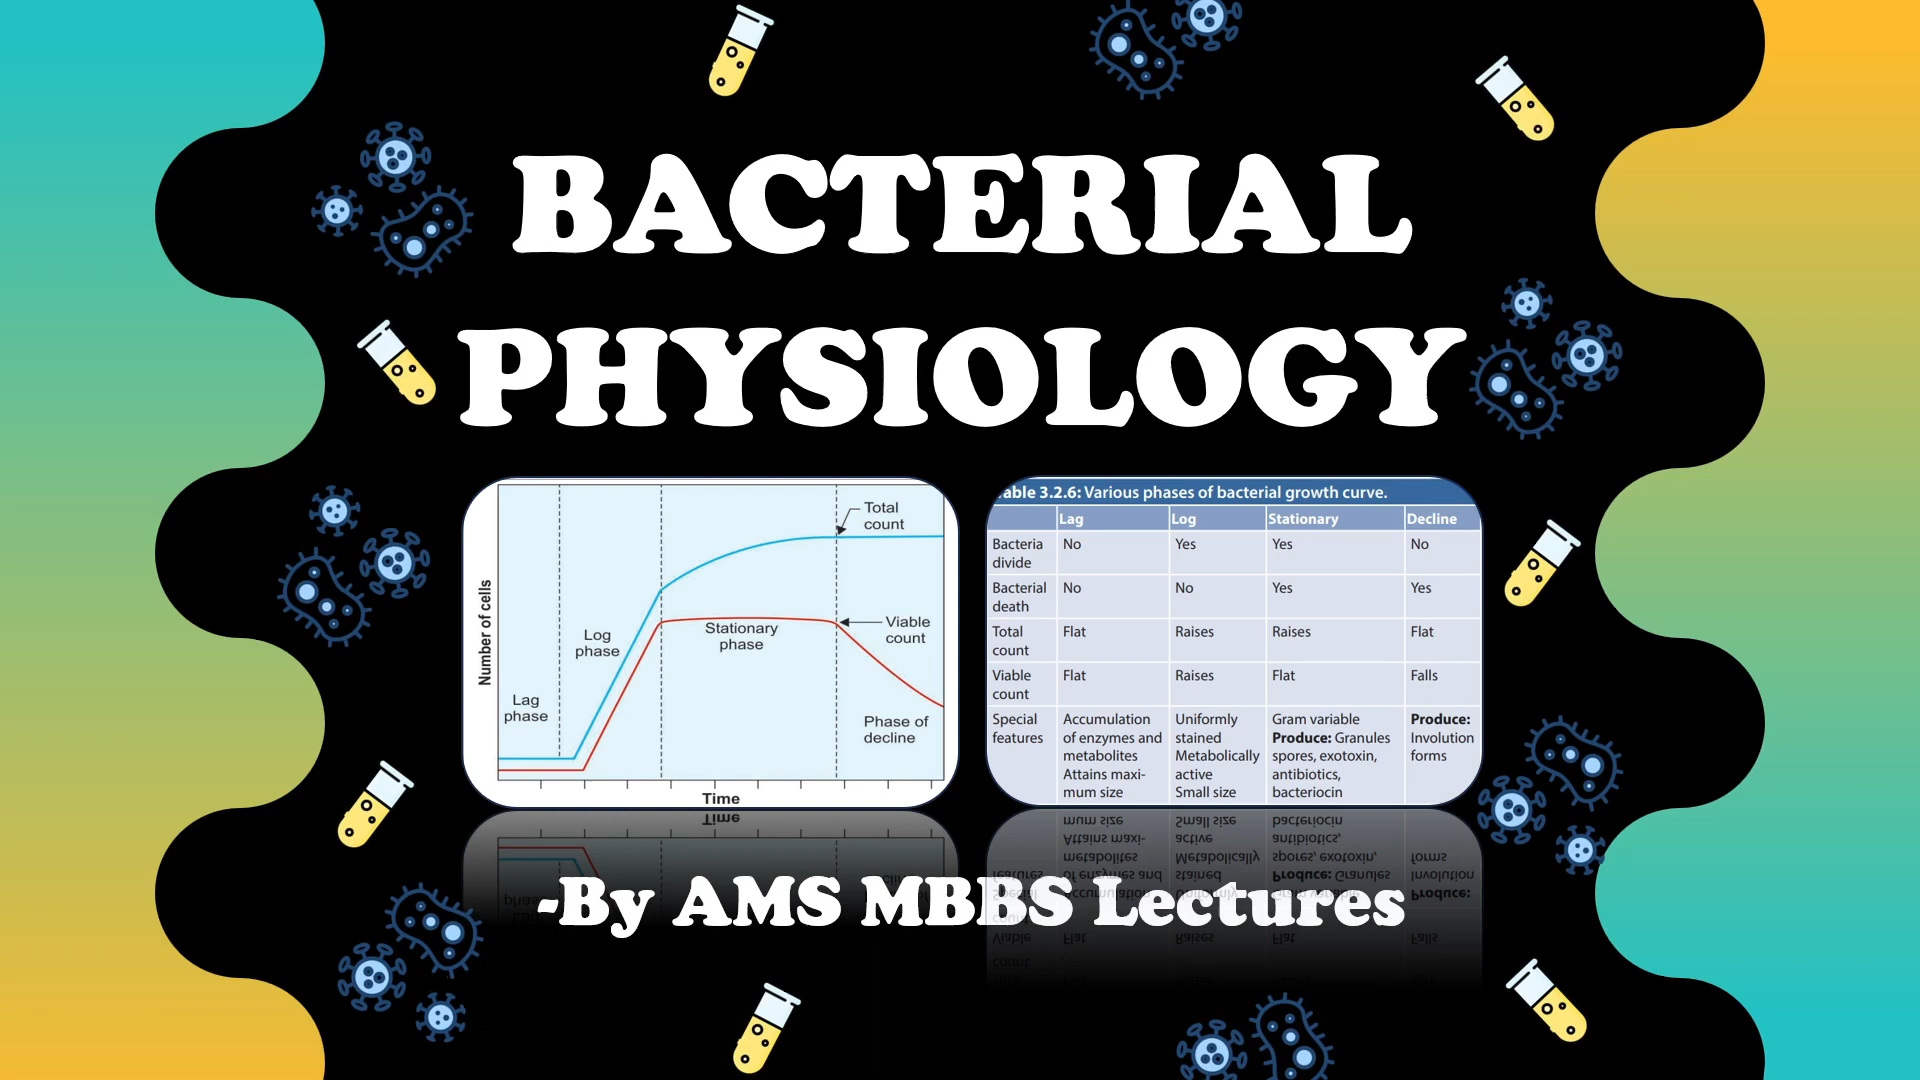 BACTERIAL
PHYSIOLOGY
Total
count
Number of cells
Log
phase
Stationary
phase
Viable
count
Lag
phase
Phase of
decline
Time
able 3.2.6: Various phases of bacterial growth curve.
Lag Log Stationary Decline
Bacteria divide No Yes Yes No
Bacterial death No No Yes Yes
Total count Flat Raises Raises Flat
Viable count Flat Raises Flat Falls
Special Accumulation Uniformly Gram variable Produce:
features of enzymes and stained Produce: Granules Involution
metabolites Metabolically spores, exotoxin, forms
Attains maxi- active antibiotics,
mum size Small size bacteriocin
-By AMS MBBS Lectures